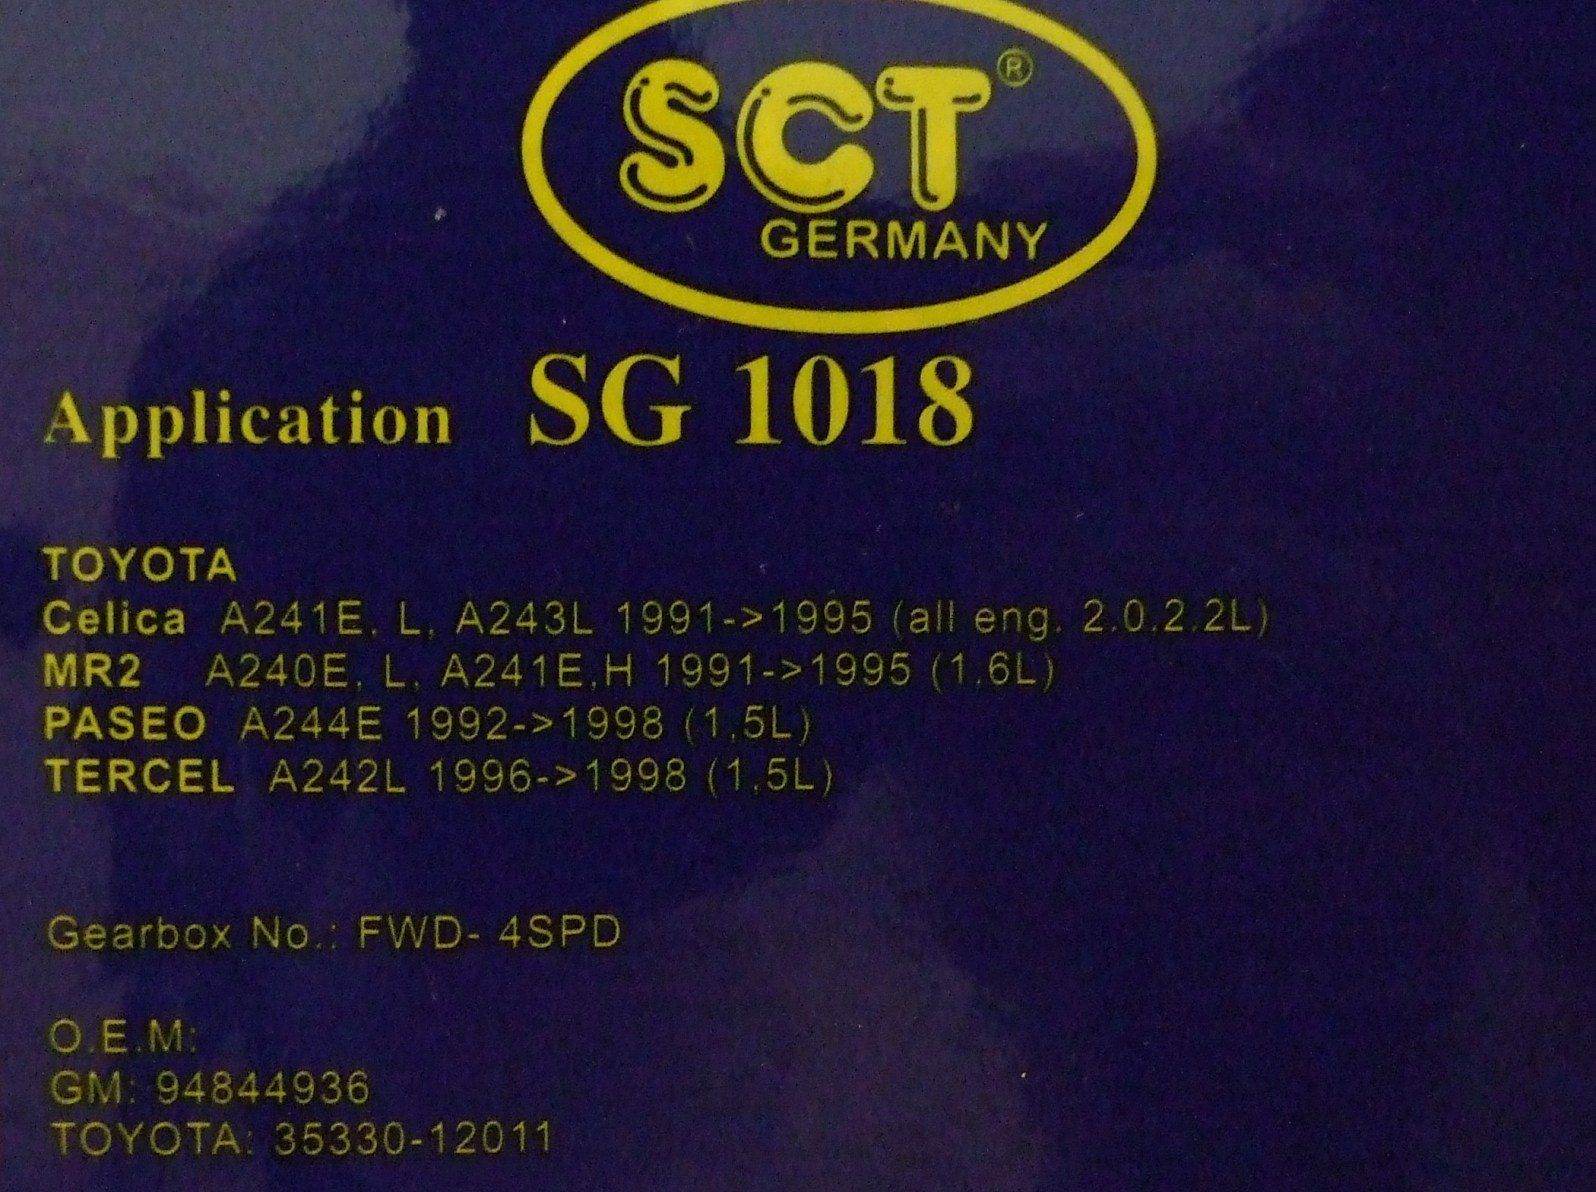 SCT®
GERMANY
Application SG 1018
TOYOTA
Celica A241E, L, A243L 1991->1995 (all eng. 2.0,2.2L)
MR2 A240E, L, A241E,H 1991->1995 (1,6L)
PASEO A244E 1992->1998 (1,5L)
TERCEL A242L 1996->1998 (1,5L)
Gearbox No.: FWD- 4SPD
O.E.M:
GM: 94844936
TOYOTA: 35330-12011